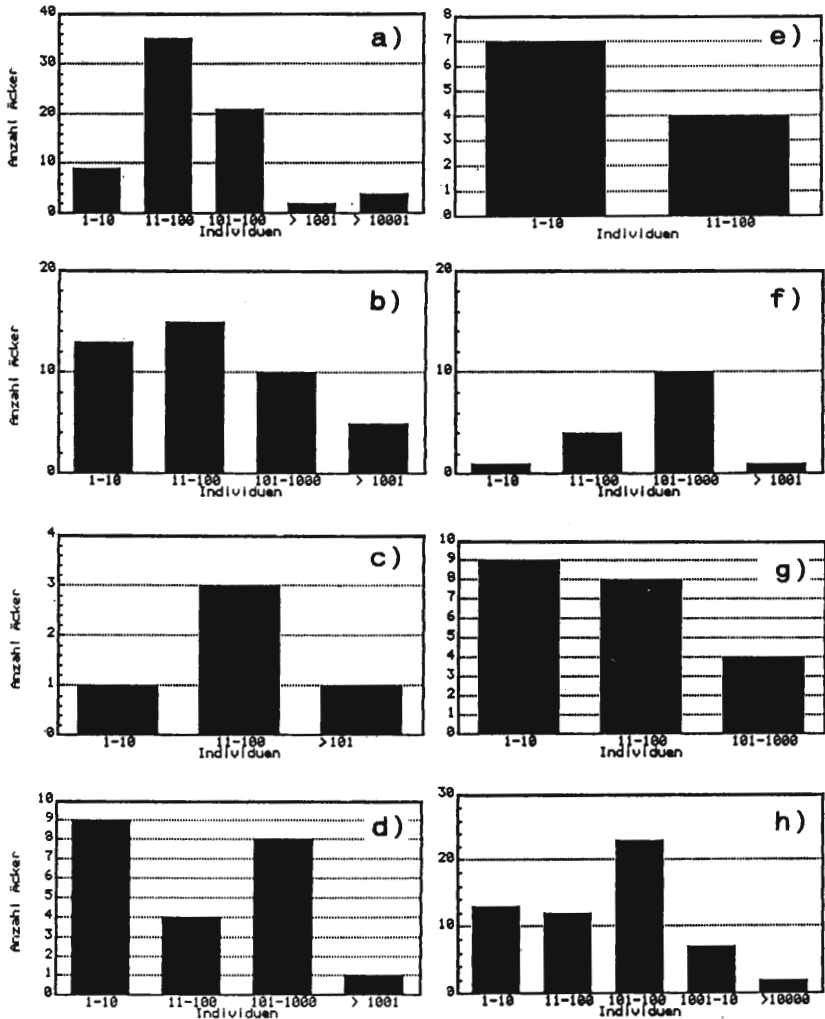 a)
Anzahl Äcker
40
30
20
10
0
1-10 11-100 101-100 > 1001 > 10001
Individuen
e)
8
7
6
5
4
3
2
1
0
1-10 11-100
Individuen
b)
Anzahl Äcker
20
10
0
1-10 11-100 101-1000 > 1001
Individuen
f)
20
10
0
1-10 11-100 101-1000 > 1001
Individuen
c)
Anzahl Äcker
4
3
2
1
0
1-10 11-100 >101
Individuen
g)
10
9
8
7
6
5
4
3
2
1
0
1-10 11-100 101-1000
Individuen
d)
Anzahl Äcker
10
9
8
7
6
5
4
3
2
1
0
1-10 11-100 101-1000 > 1001
Individuen
h)
30
20
10
0
1-10 11-100 101-100 1001-10 >10000
Individuen